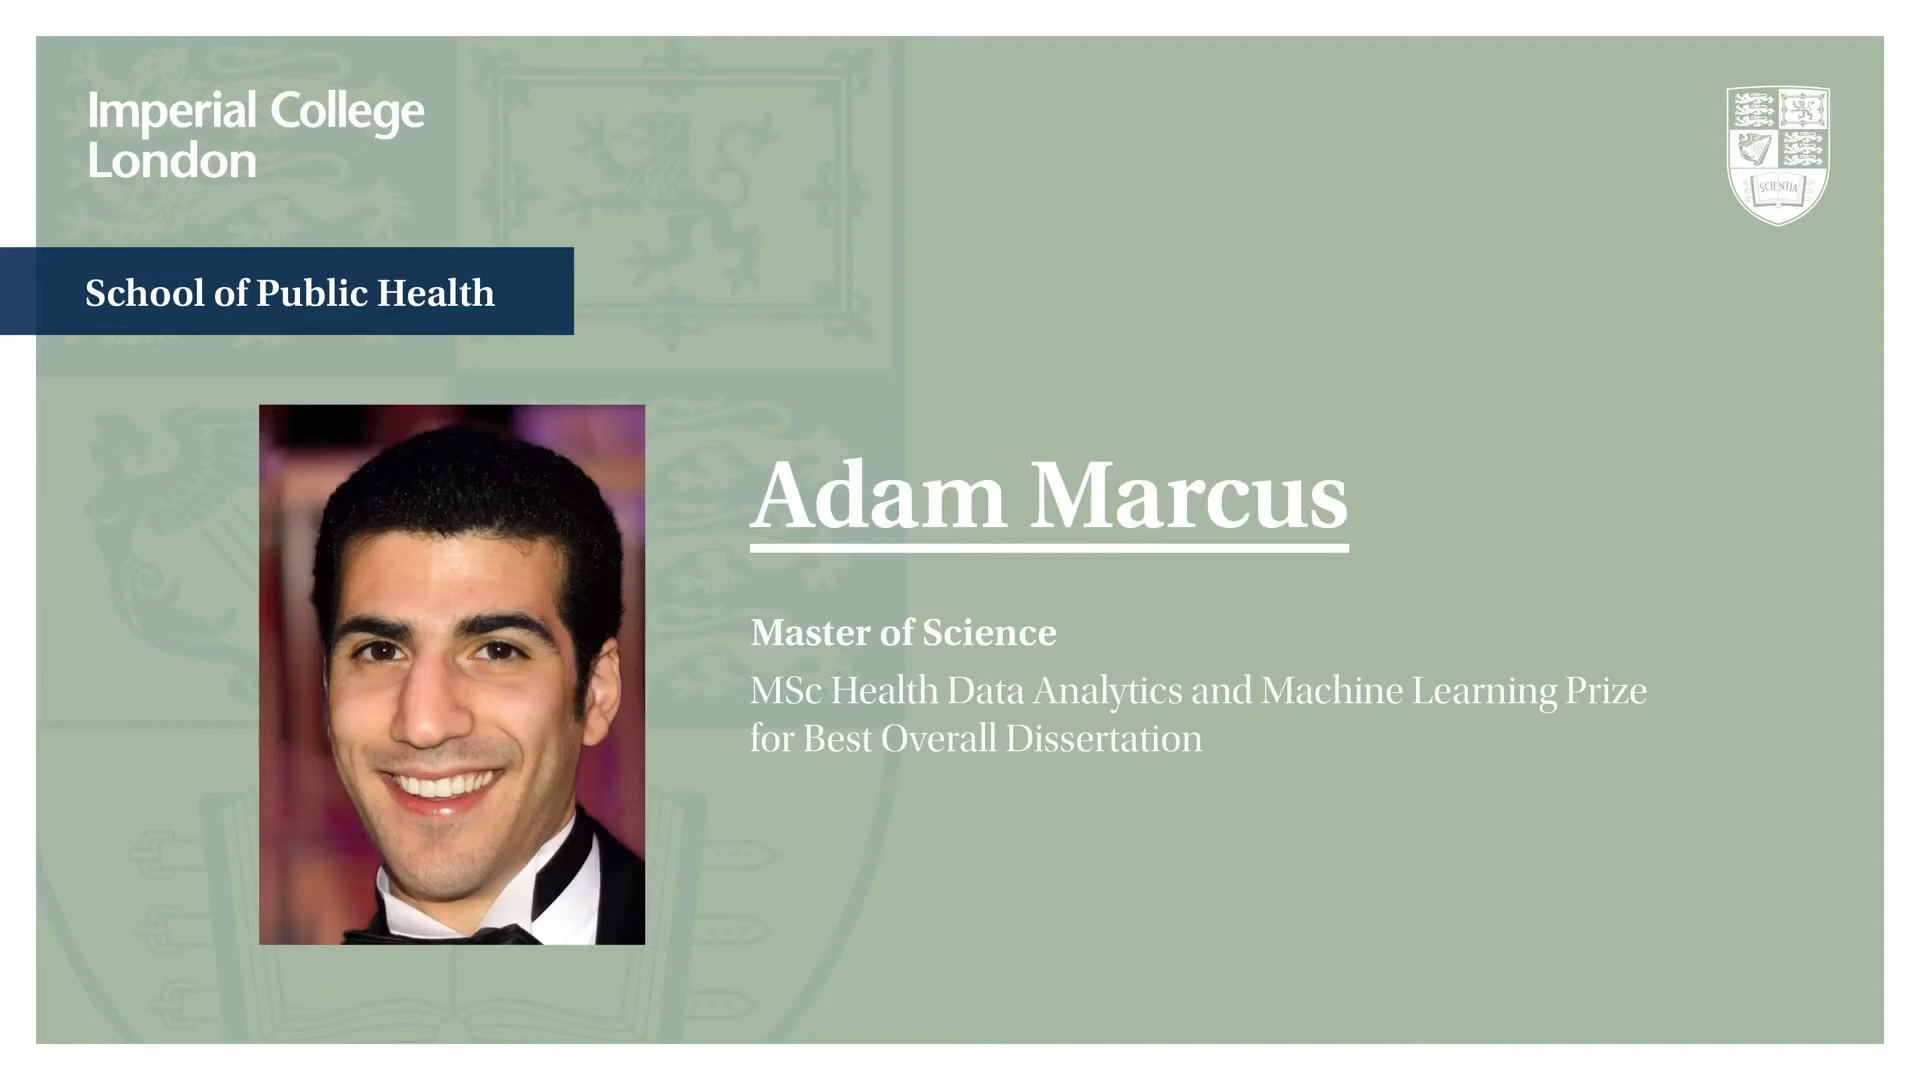 Imperial College
London
SCIENTIA
School of Public Health
Adam Marcus
Master of Science
MSc Health Data Analytics and Machine Learning Prize
for Best Overall Dissertation